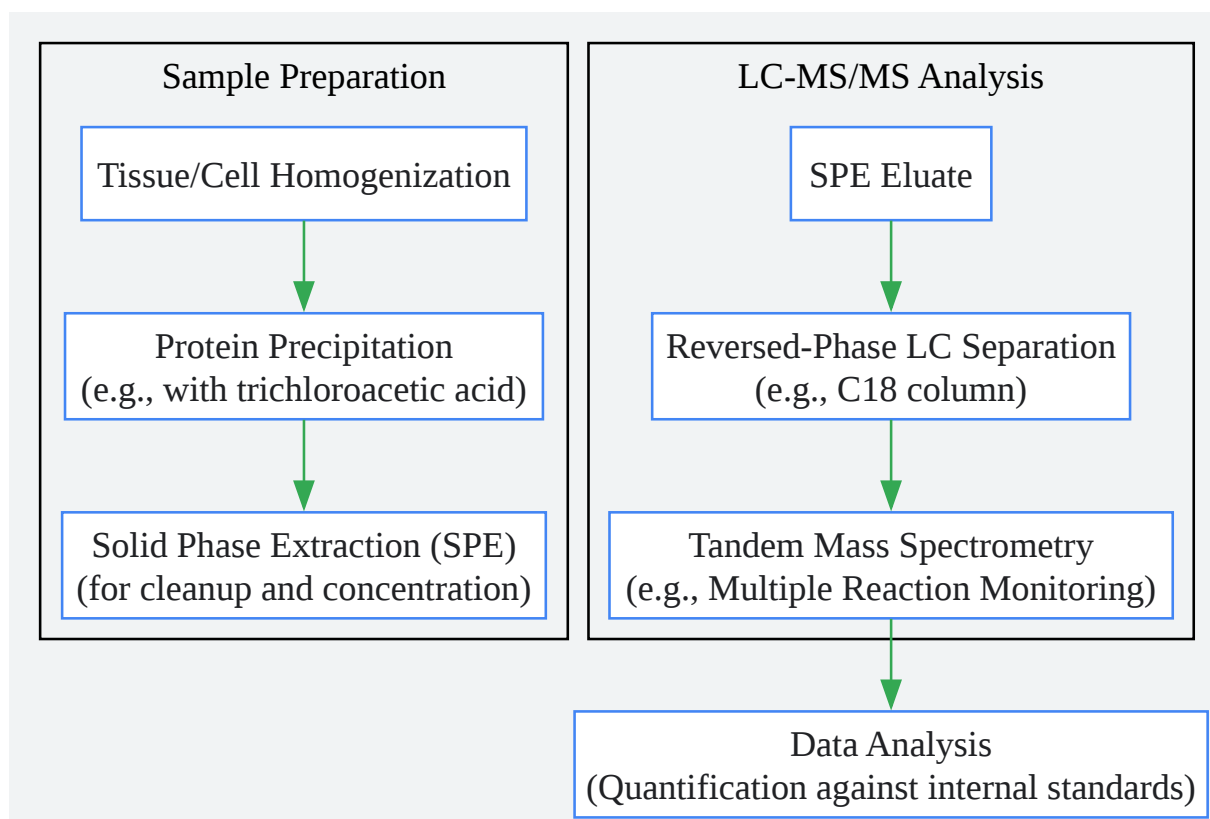 Sample Preparation
Tissue/Cell Homogenization
Protein Precipitation
(e.g., with trichloroacetic acid)
Solid Phase Extraction (SPE)
(for cleanup and concentration)
LC-MS/MS Analysis
SPE Eluate
Reversed-Phase LC Separation
(e.g., C18 column)
Tandem Mass Spectrometry
(e.g., Multiple Reaction Monitoring)
Data Analysis
(Quantification against internal standards)